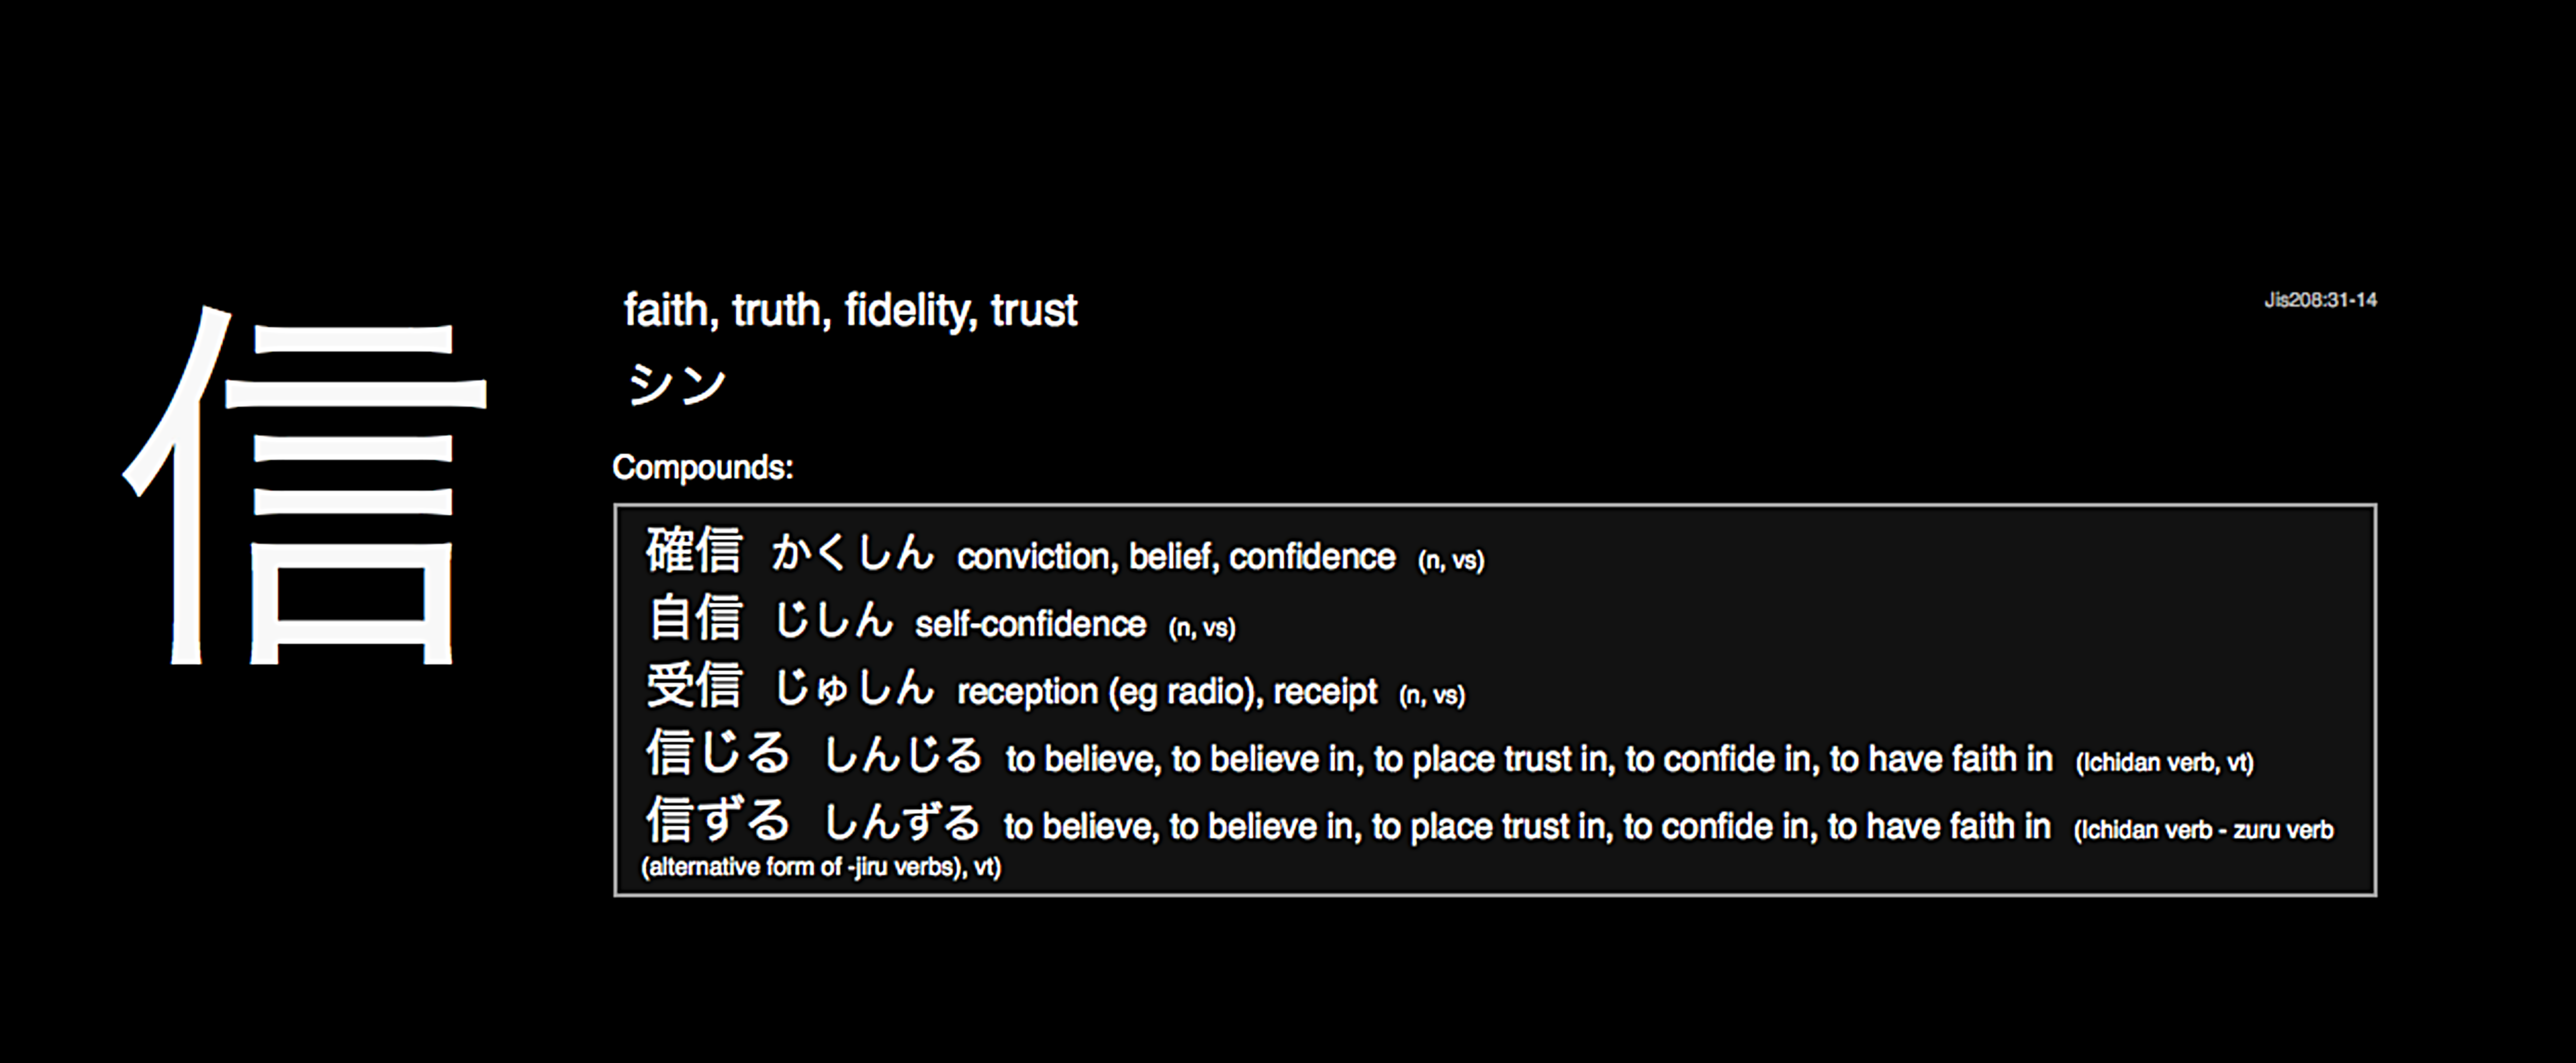 信
faith, truth, fidelity, trust
Jis208:31-14
シン
Compounds:
確信 かくしん conviction, belief, confidence (n, vs)
自信 じしん self-confidence (n, vs)
受信 じゅしん reception (eg radio), receipt (n, vs)
信じる しんじる to believe, to believe in, to place trust in, to confide in, to have faith in (Ichidan verb, vt)
信ずる しんずる to believe, to believe in, to place trust in, to confide in, to have faith in (Ichidan verb - zuru verb
(alternative form of -jiru verbs), vt)